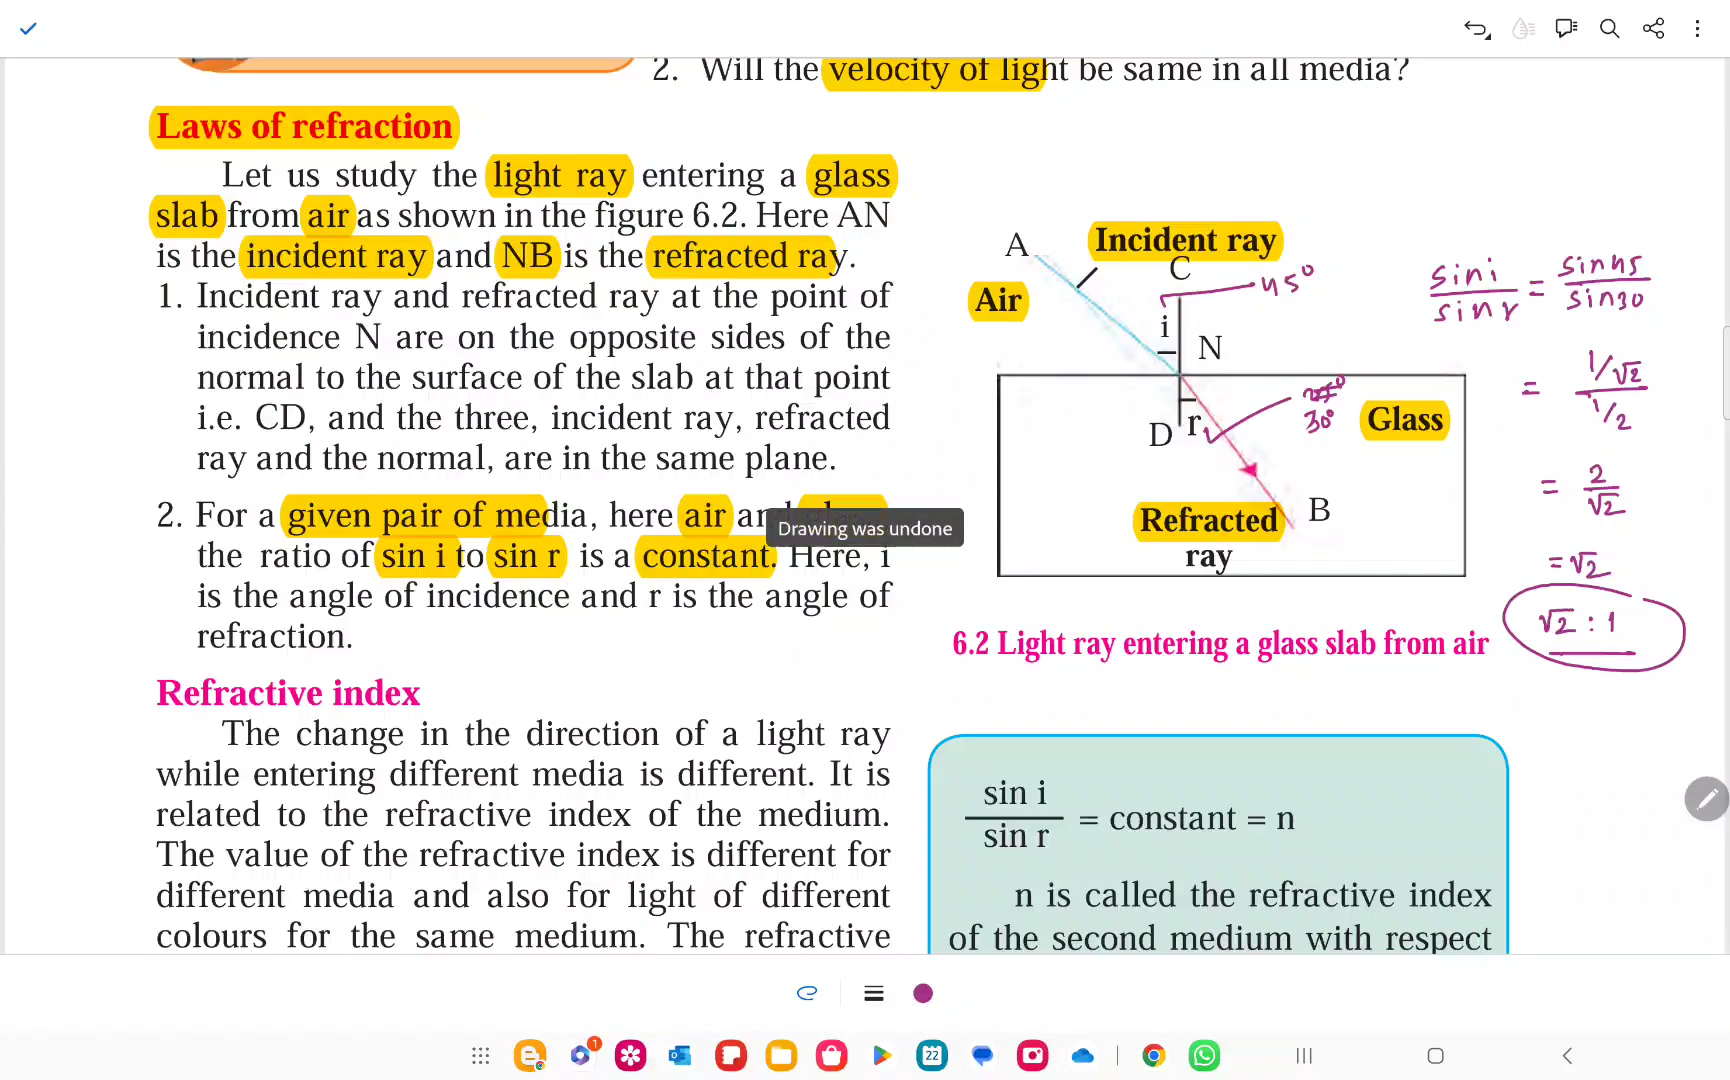 2. Will the velocity of light be same in all media?
Laws of refraction
Let us study the light ray entering a glass
slab from air as shown in the figure 6.2. Here AN
is the incident ray and NB is the refracted ray.
1. Incident ray and refracted ray at the point of
incidence N are on the opposite sides of the
normal to the surface of the slab at that point
i.e. CD, and the three, incident ray, refracted
ray and the normal, are in the same plane.
2. For a given pair of media, here air
Drawing was undone
the ratio of sin i to sin r is a constant. Here, i
is the angle of incidence and r is the angle of
refraction.
Refractive index
The change in the direction of a light ray
while entering different media is different. It is
related to the refractive index of the medium.
The value of the refractive index is different for
different media and also for light of different
colours for the same medium. The refractive
A
Incident ray
C
45°
Air
i
N
D
r
30°
Glass
Refracted
ray
B
6.2 Light ray entering a glass slab from air
sin i / sin r = sin 45 / sin 30
= 1/√2 / 1/2
= 2/√2
= √2
√2 : 1
sin i
sin r
= constant = n
n is called the refractive index
of the second medium with respect
1
22